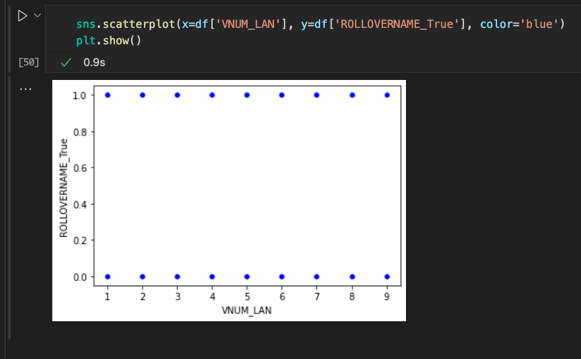 sns.scatterplot(x=df['VNUM_LAN'], y=df['ROLLOVERNAME_True'], color='blue')
plt.show()
[50]
0.9s
...
1.0
0.8
0.6
0.4
0.2
0.0
ROLLOVERNAME_True
1 2 3 4 5 6 7 8 9
VNUM_LAN